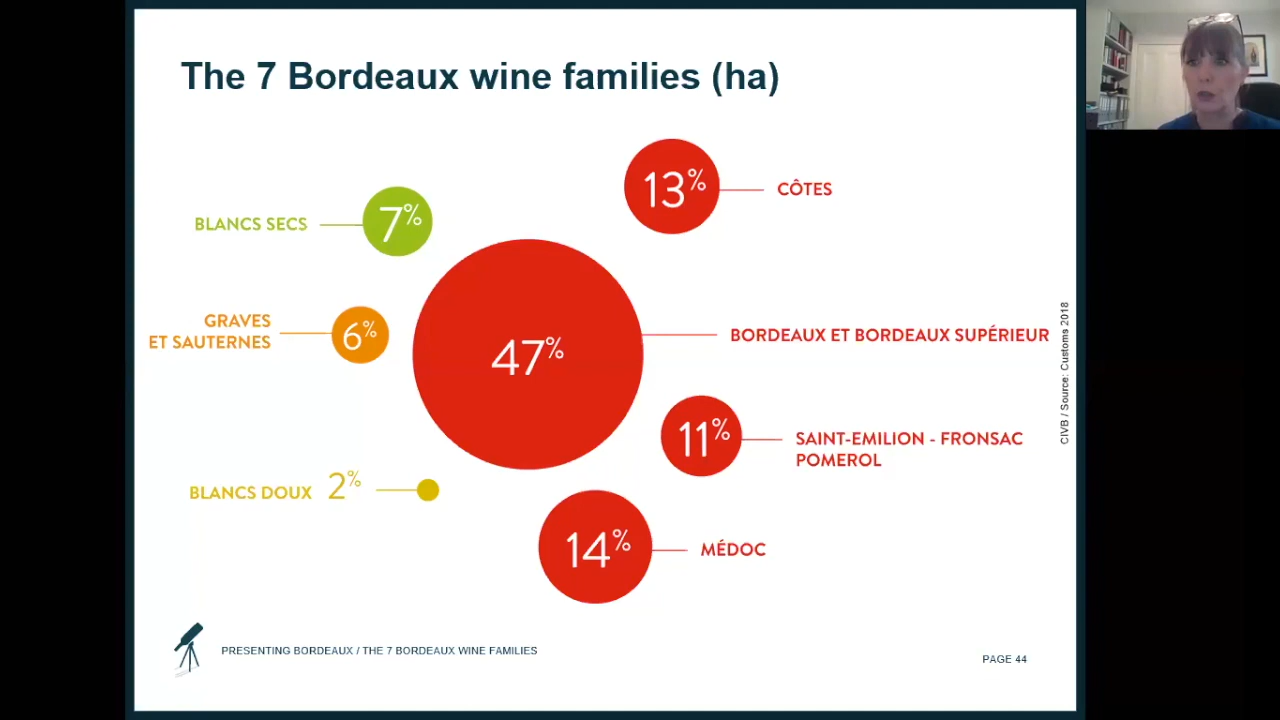 The 7 Bordeaux wine families (ha)
13%
CÔTES
7%
BLANCS SECS
GRAVES
ET SAUTERNES
6%
47%
BORDEAUX ET BORDEAUX SUPÉRIEUR
11%
SAINT-EMILION - FRONSAC
POMEROL
BLANCS DOUX 2%
14%
MÉDOC
CIVB / Source: Customs 2018
PRESENTING BORDEAUX / THE 7 BORDEAUX WINE FAMILIES
PAGE 44